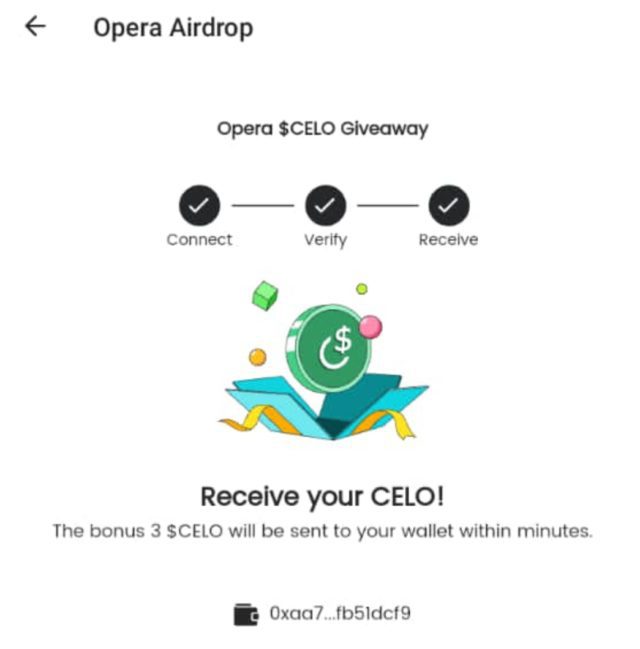 Opera Airdrop
Opera $CELO Giveaway
Connect Verify Receive
$
Receive your CELO!
The bonus 3 $CELO will be sent to your wallet within minutes.
0xaa7...fb51dcf9